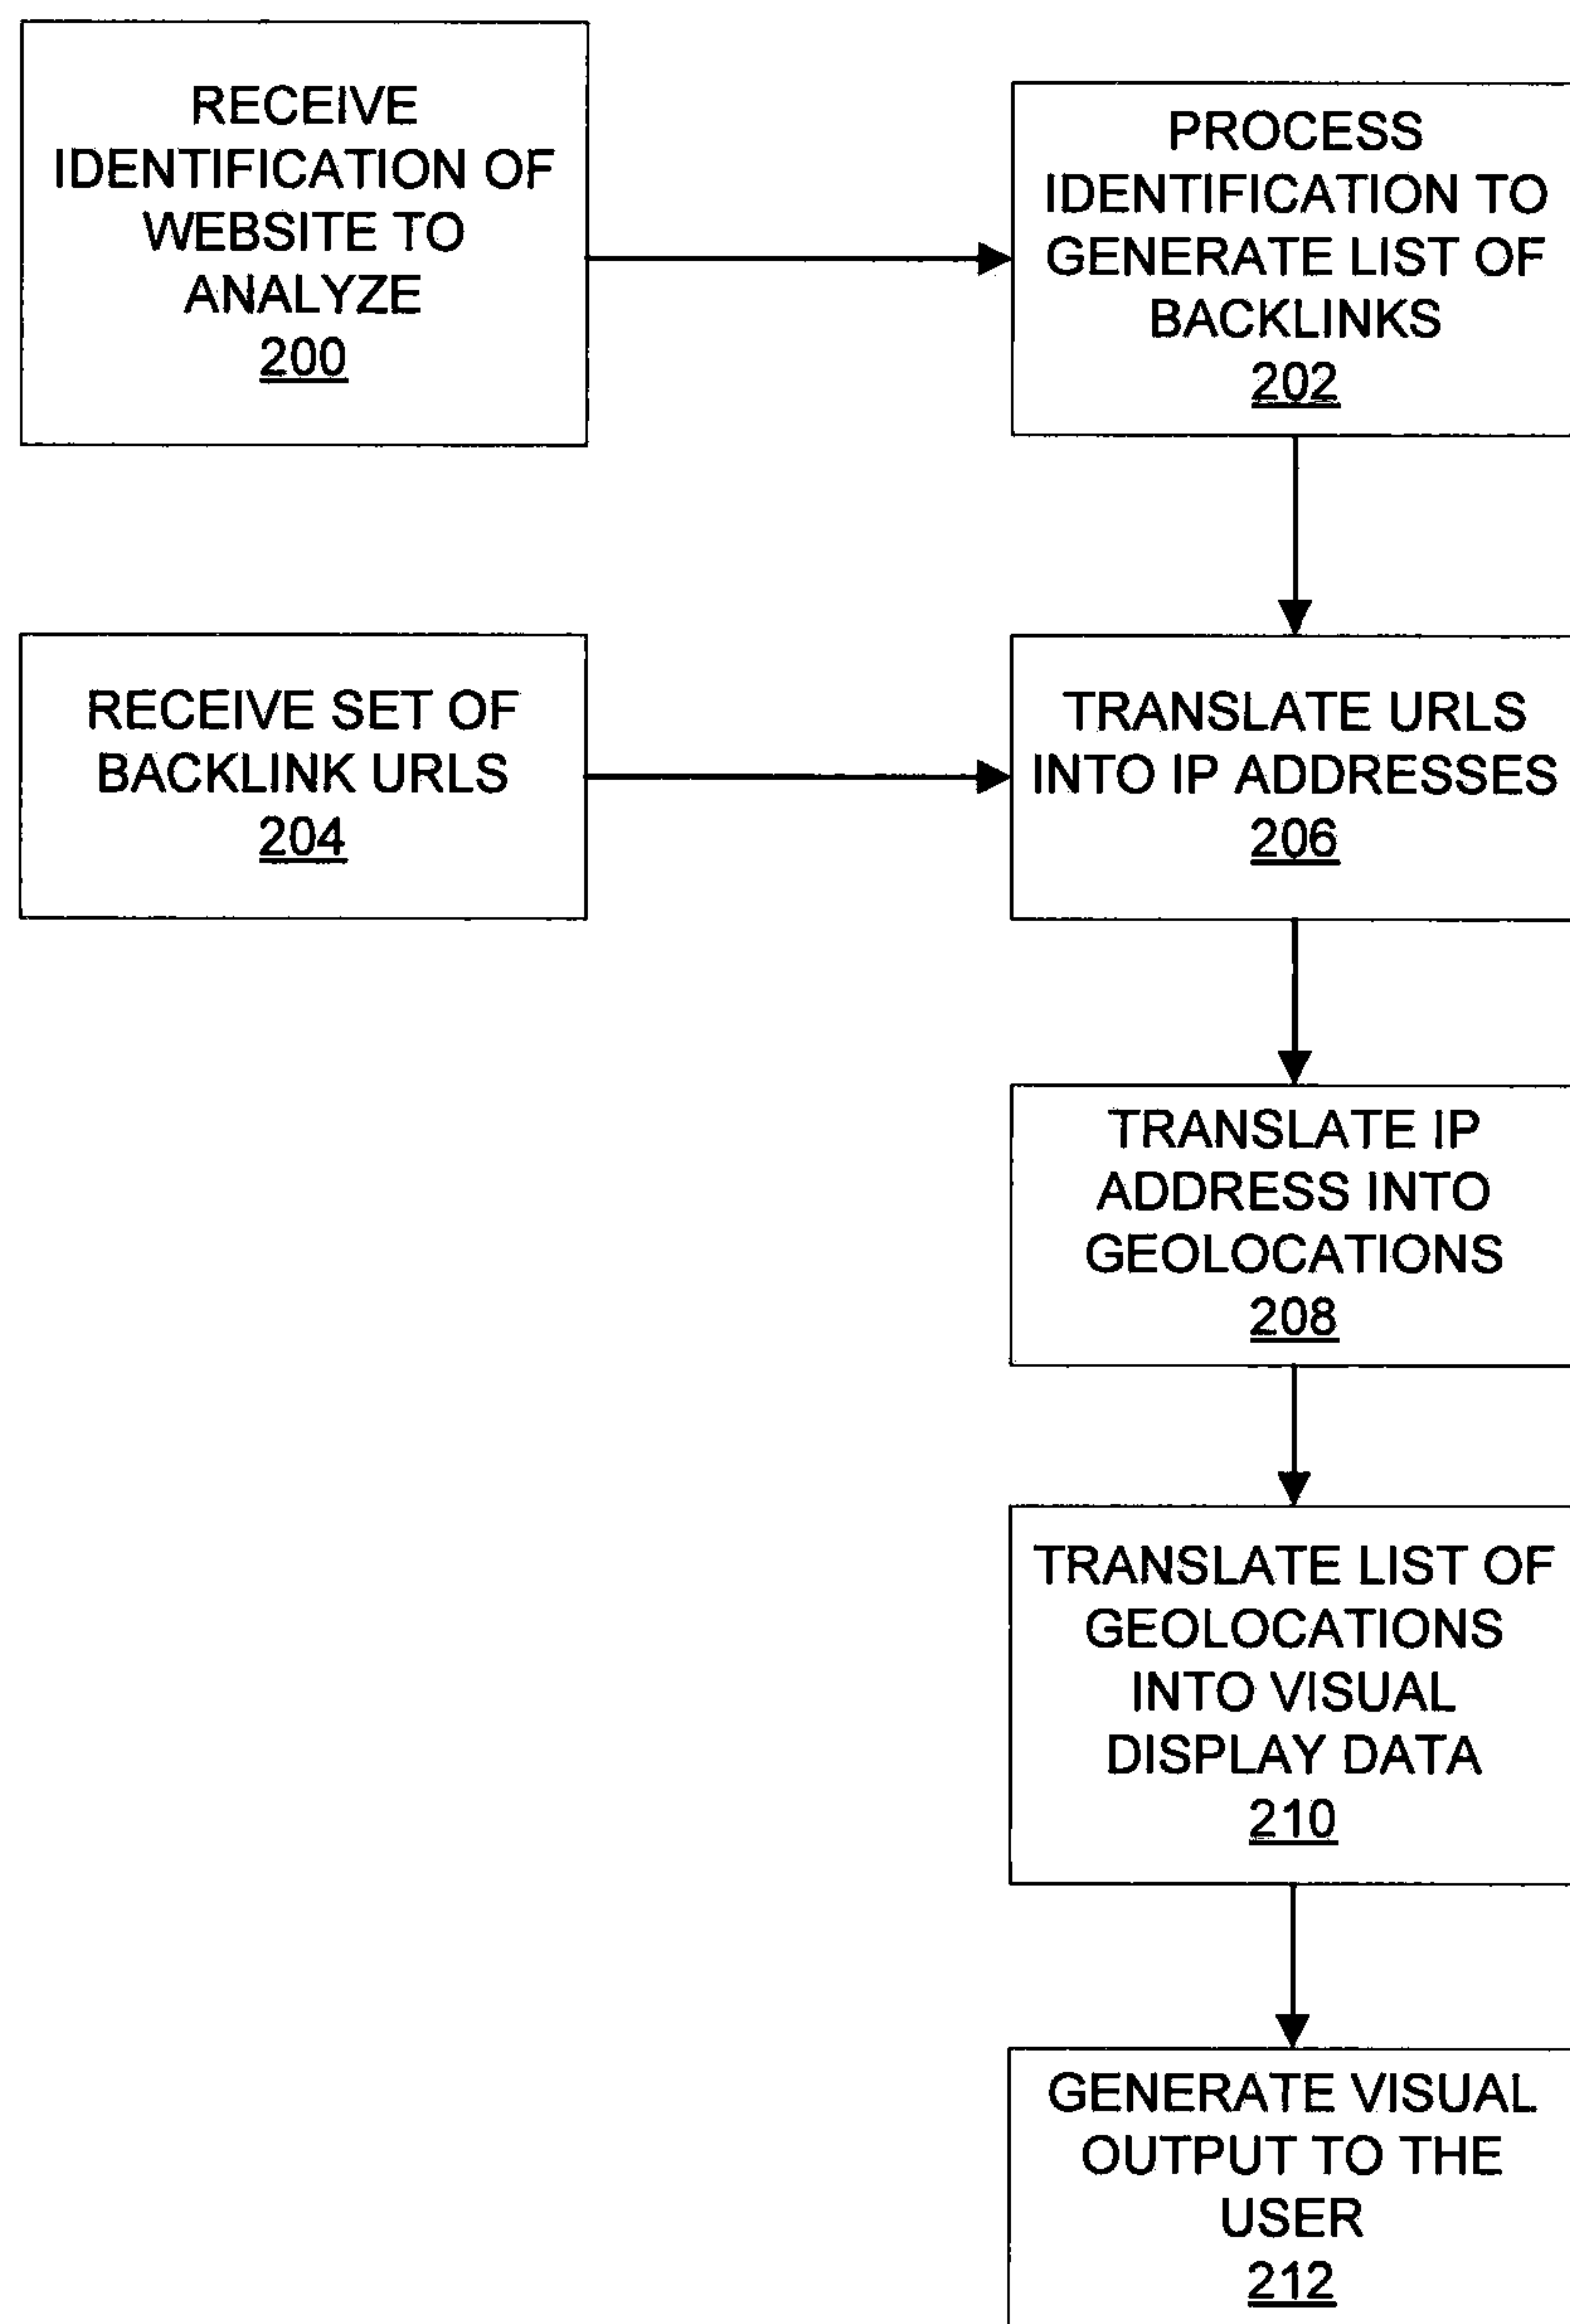 RECEIVE
IDENTIFICATION OF
WEBSITE TO
ANALYZE
200
PROCESS
IDENTIFICATION TO
GENERATE LIST OF
BACKLINKS
202
RECEIVE SET OF
BACKLINK URLS
204
TRANSLATE URLS
INTO IP ADDRESSES
206
TRANSLATE IP
ADDRESS INTO
GEOLOCATIONS
208
TRANSLATE LIST OF
GEOLOCATIONS
INTO VISUAL
DISPLAY DATA
210
GENERATE VISUAL
OUTPUT TO THE
USER
212